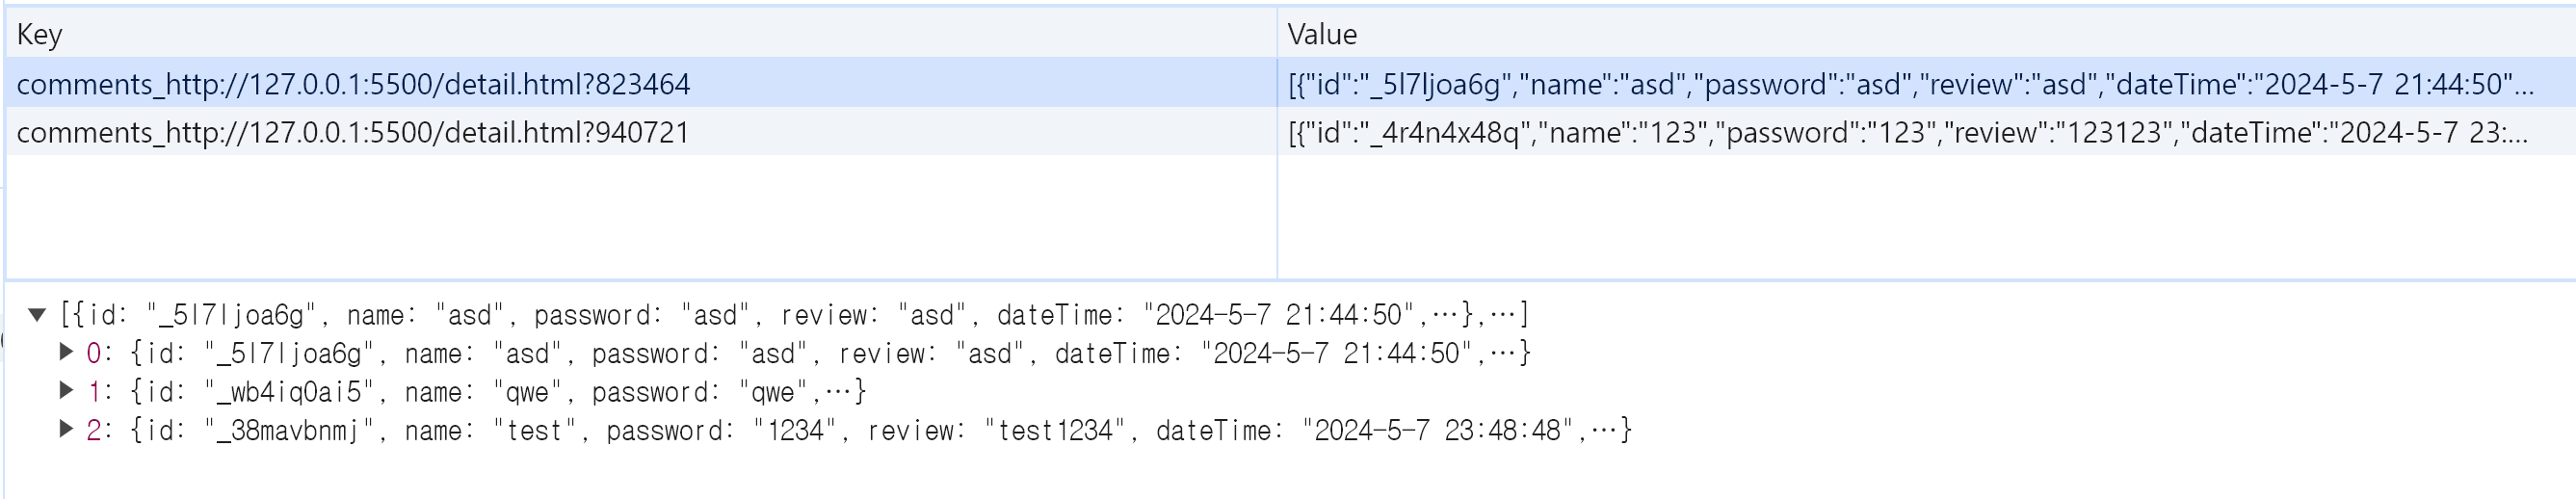 Key Value
comments_http://127.0.0.1:5500/detail.html?823464 [{"id":"_5l7ljoa6g","name":"asd","password":"asd","review":"asd","dateTime":"2024-5-7 21:44:50"...
comments_http://127.0.0.1:5500/detail.html?940721 [{"id":"_4r4n4x48q","name":"123","password":"123","review":"123123","dateTime":"2024-5-7 23:...
▼ [{id: "_5l7ljoa6g", name: "asd", password: "asd", review: "asd", dateTime: "2024-5-7 21:44:50",…},…]
▶ 0: {id: "_5l7ljoa6g", name: "asd", password: "asd", review: "asd", dateTime: "2024-5-7 21:44:50",…}
▶ 1: {id: "_wb4iq0ai5", name: "qwe", password: "qwe",…}
▶ 2: {id: "_38mavbnmj", name: "test", password: "1234", review: "test1234", dateTime: "2024-5-7 23:48:48",…}